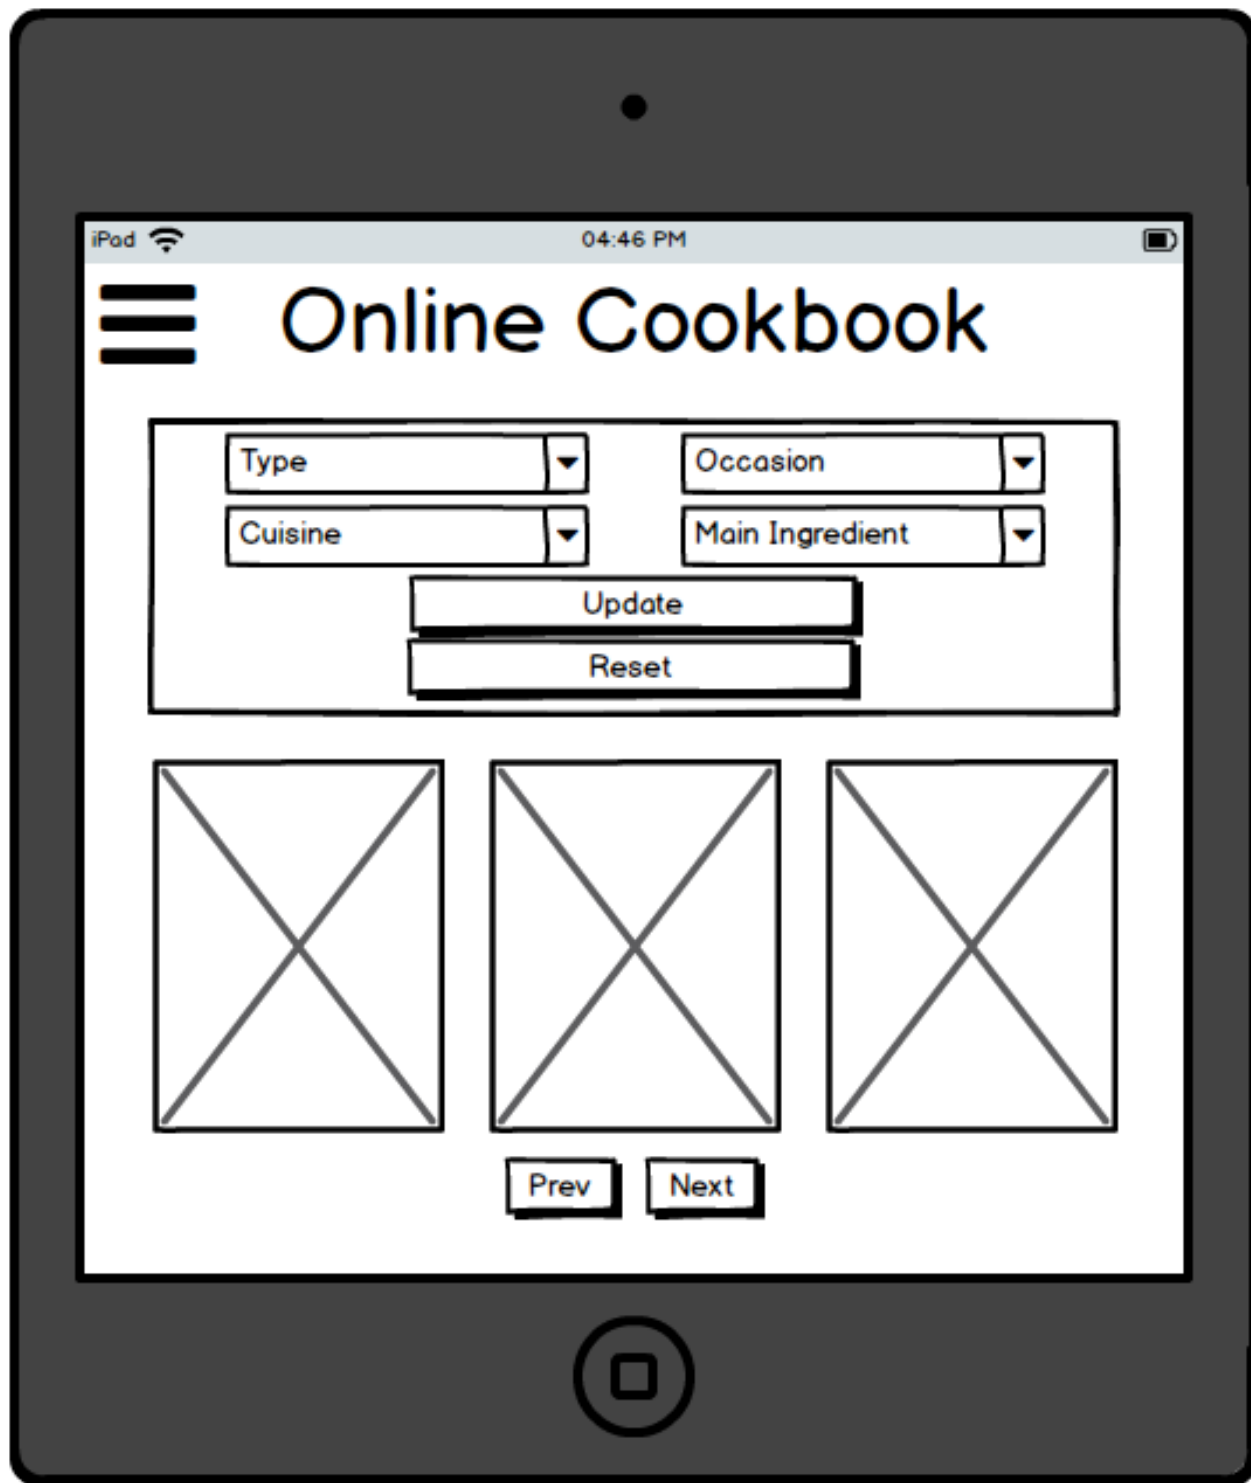 iPad 04:46 PM
Online Cookbook
Type Occasion
Cuisine Main Ingredient
Update
Reset
Prev Next